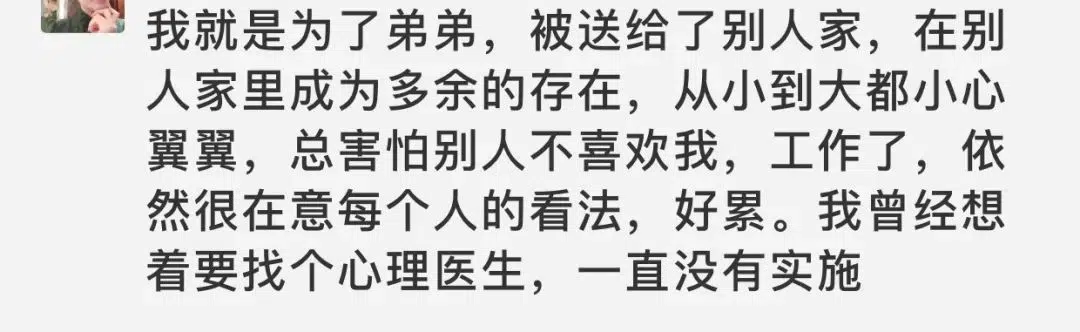 我就是为了弟弟，被送给了别人家，在别
人家里成为多余的存在，从小到大都小心
翼翼，总害怕别人不喜欢我，工作了，依
然很在意每个人的看法，好累。我曾经想
着要找个心理医生，一直没有实施